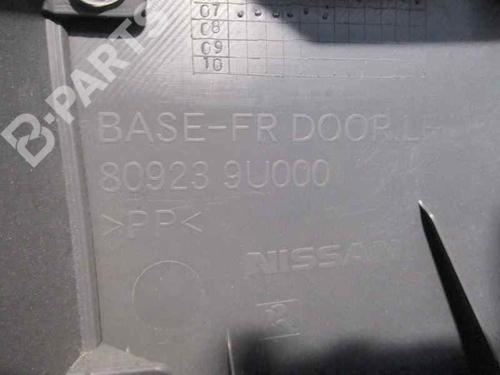 B-PARTS
07
08
09
10
BASE-FR DOOR.LH
80923 9U000
>PP<
NISSAN